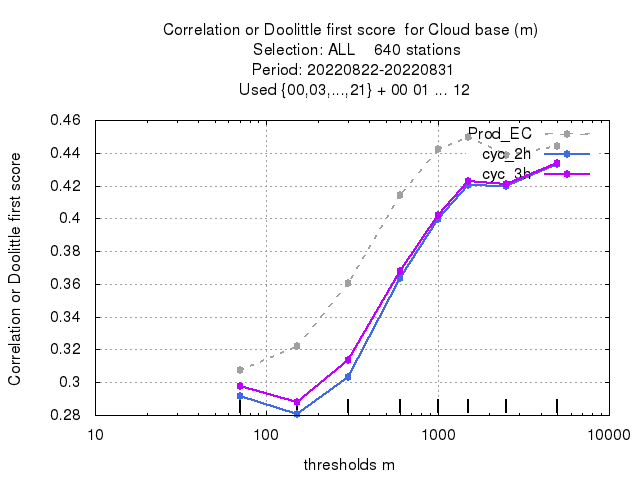 Correlation or Doolittle first score  for Cloud base (m)
Selection: ALL    640 stations
Period: 20220822-20220831
Used {00,03,...,21} + 00 01 ... 12
Correlation or Doolittle first score
0.46
0.44
0.42
0.4
0.38
0.36
0.34
0.32
0.3
0.28
Prod_EC
cyc_2h
cyc_3h
10
100
1000
10000
thresholds m